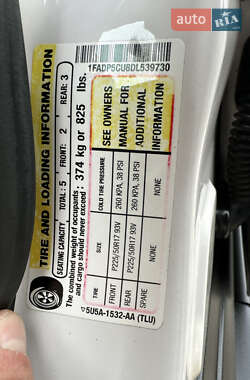 auto.
RIA
1FADP5CU8DL539730
TIRE AND LOADING INFORMATION
SEATING CAPACITY TOTAL: 5 FRONT: 2 REAR: 3
The combined weight of occupants and cargo should never exceed: 374 kg or 825 lbs.
TIRE SIZE COLD TIRE PRESSURE
FRONT P225/50R17 93V 260 KPA, 38 PSI
REAR P225/50R17 93V 260 KPA, 38 PSI
SPARE NONE NONE
SEE OWNERS
MANUAL FOR
ADDITIONAL
INFORMATION
5U5A-1532-AA (TLU)